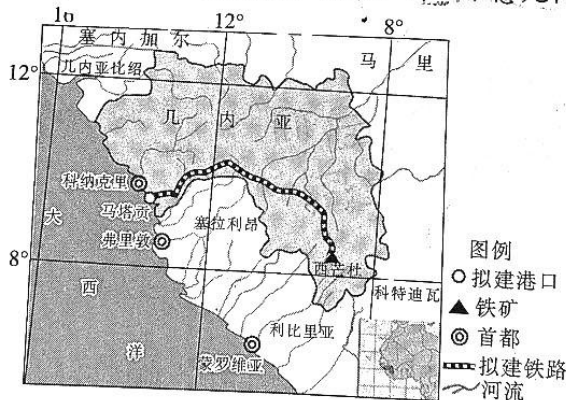 16 12° 8°
塞内加尔
马里
12°
几内亚比绍
几内亚
科纳克里
马塔贡
大西洋
塞拉利昂
弗里敦
8°
西芒杜
科特迪瓦
利比里亚
蒙罗维亚
图例
拟建港口
铁矿
首都
拟建铁路
河流